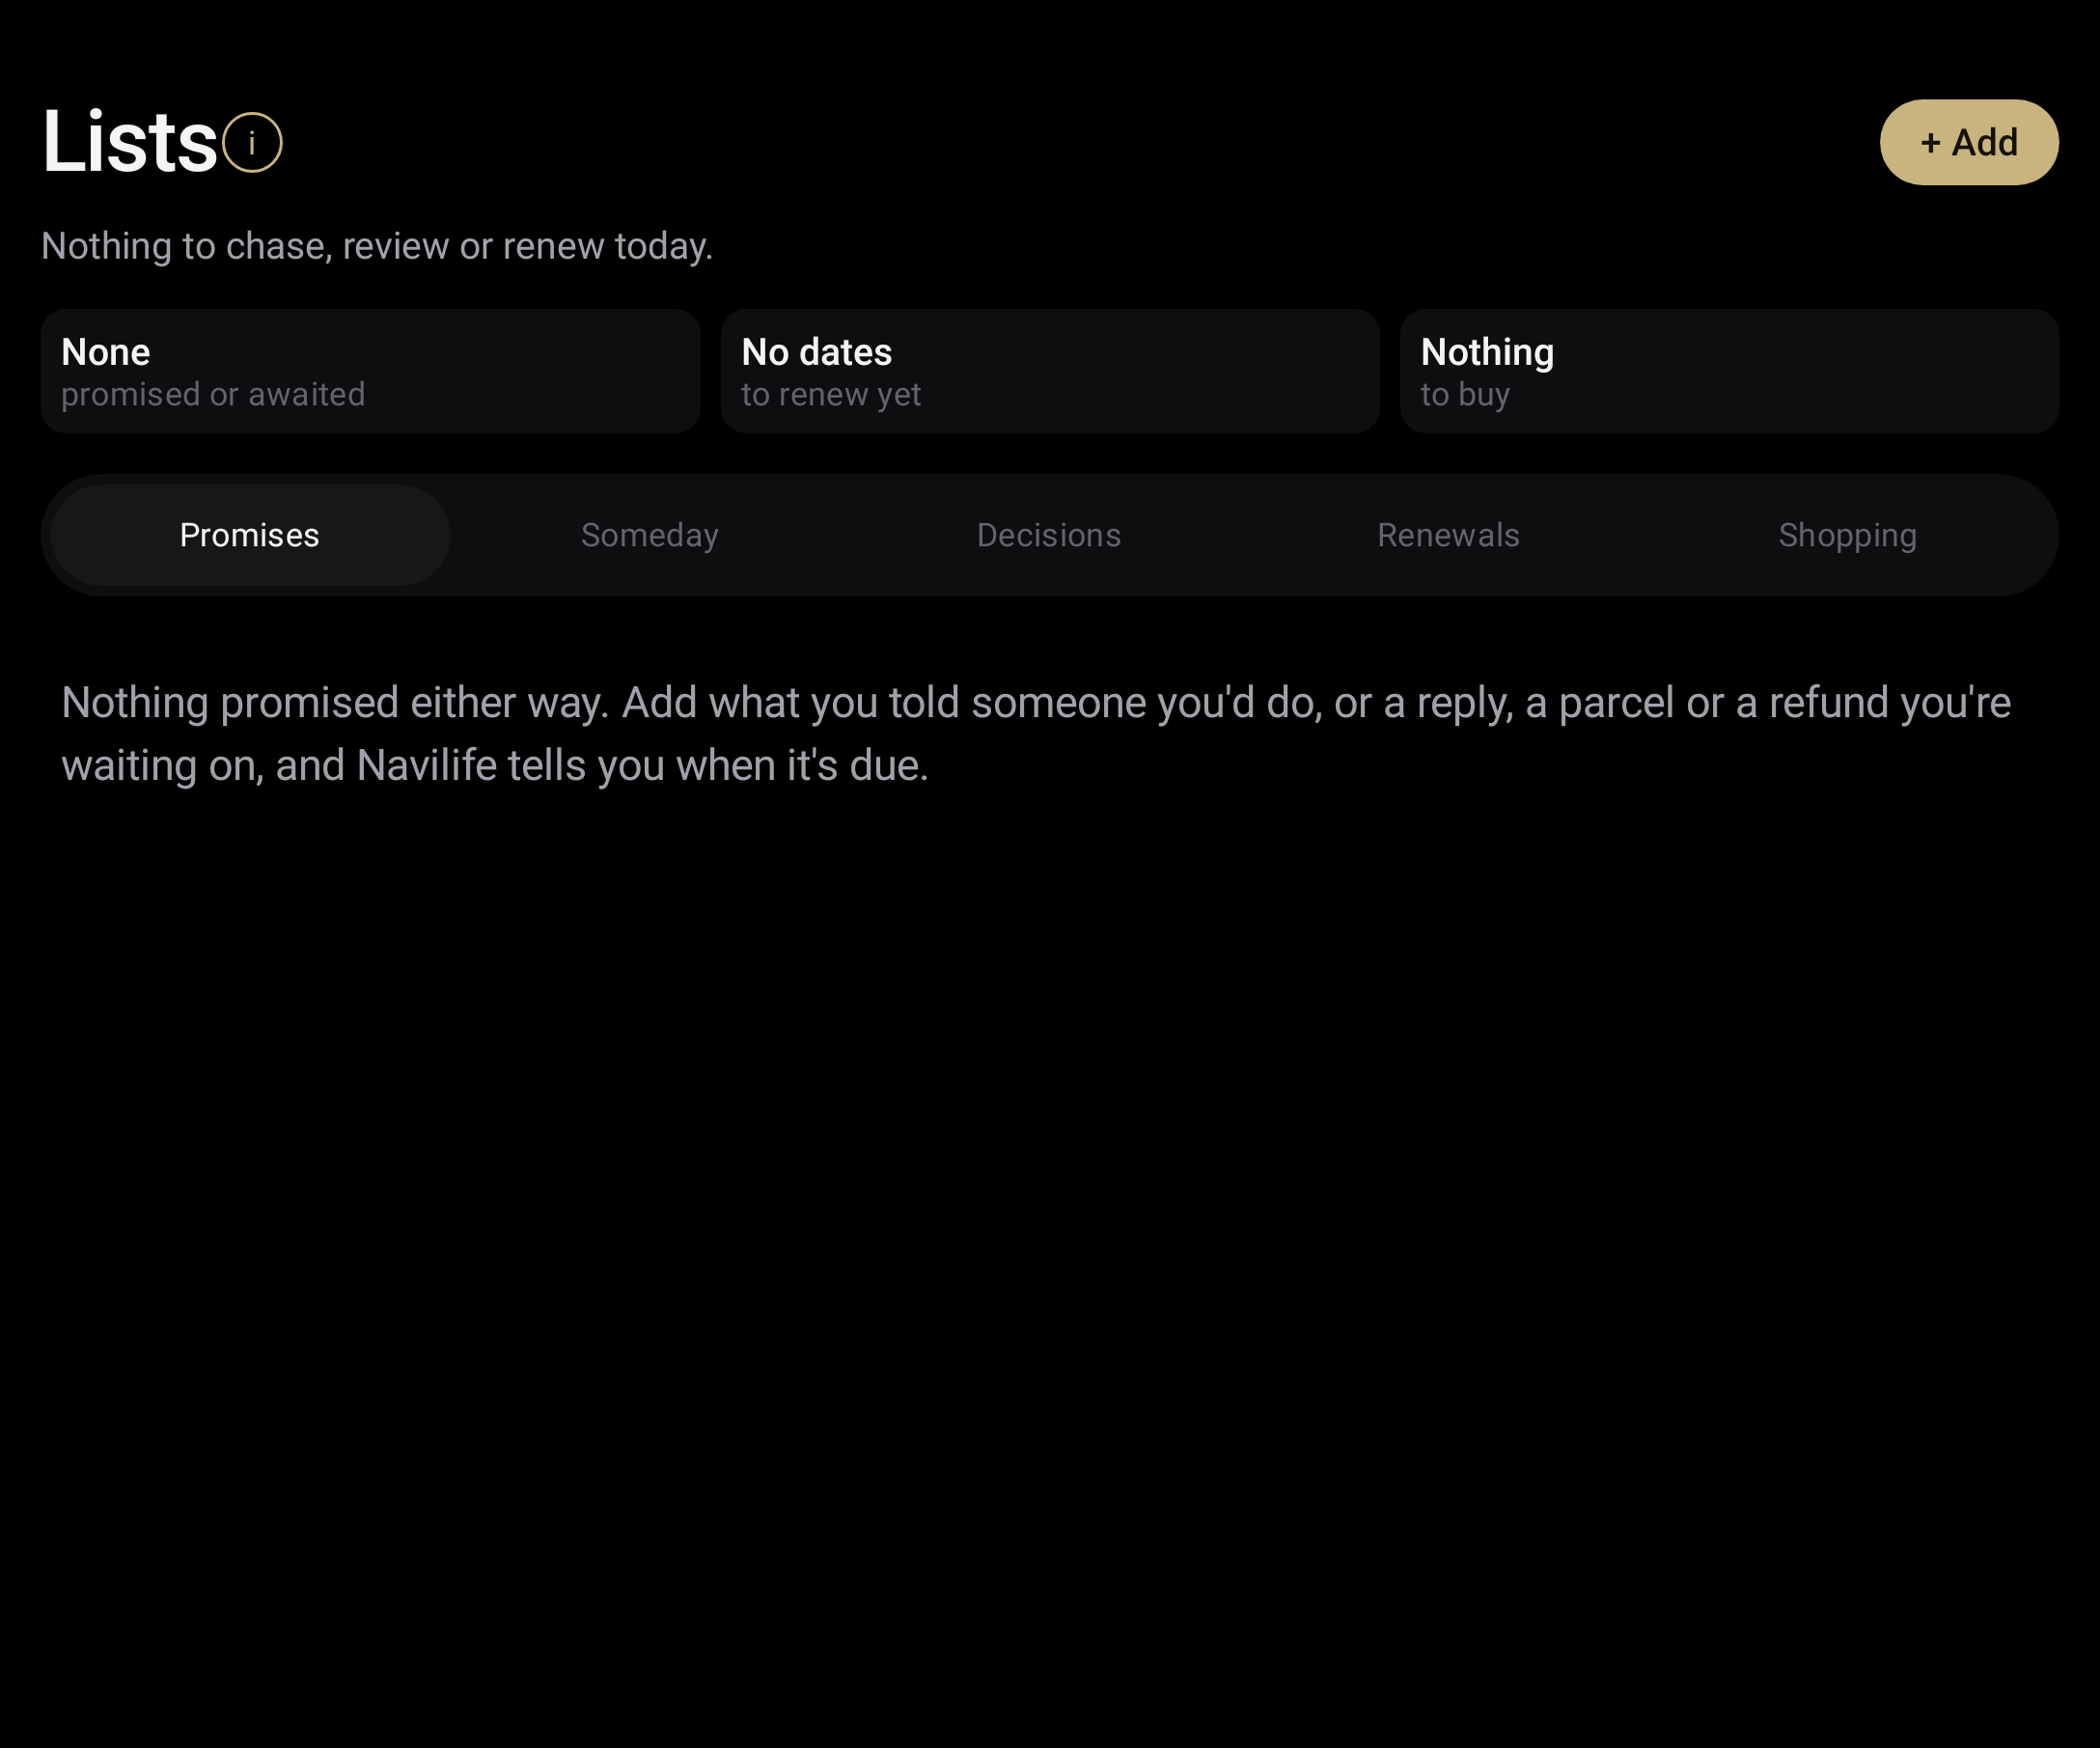 Lists i
+ Add
Nothing to chase, review or renew today.
None
promised or awaited
No dates
to renew yet
Nothing
to buy
Promises Someday Decisions Renewals Shopping
Nothing promised either way. Add what you told someone you'd do, or a reply, a parcel or a refund you're
waiting on, and Navilife tells you when it's due.